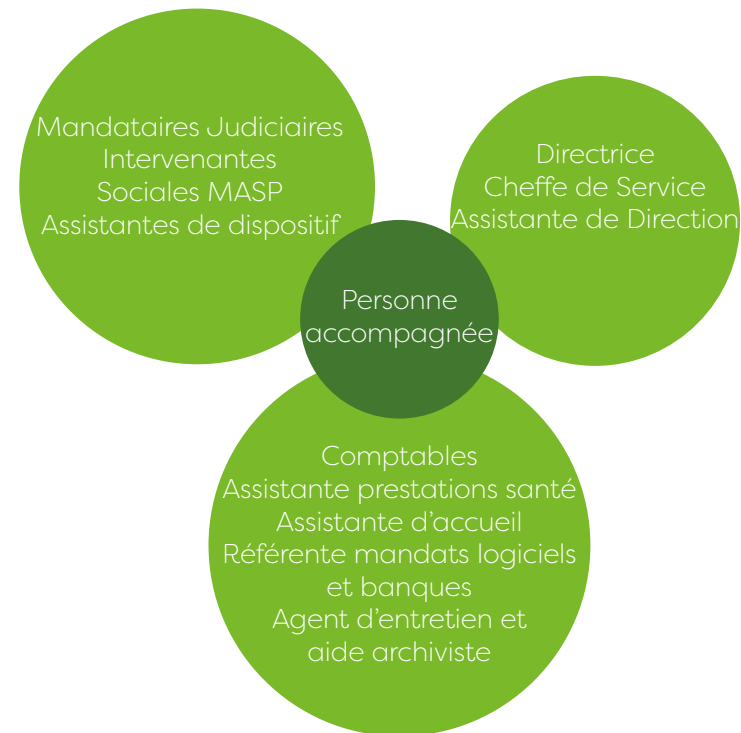 Mandataires Judiciaires
Intervenantes
Sociales MASP
Assistantes de dispositif
Directrice
Cheffe de Service
Assistante de Direction
Personne
accompagnée
Comptables
Assistante prestations santé
Assistante d’accueil
Référente mandats logiciels
et banques
Agent d’entretien et
aide archiviste